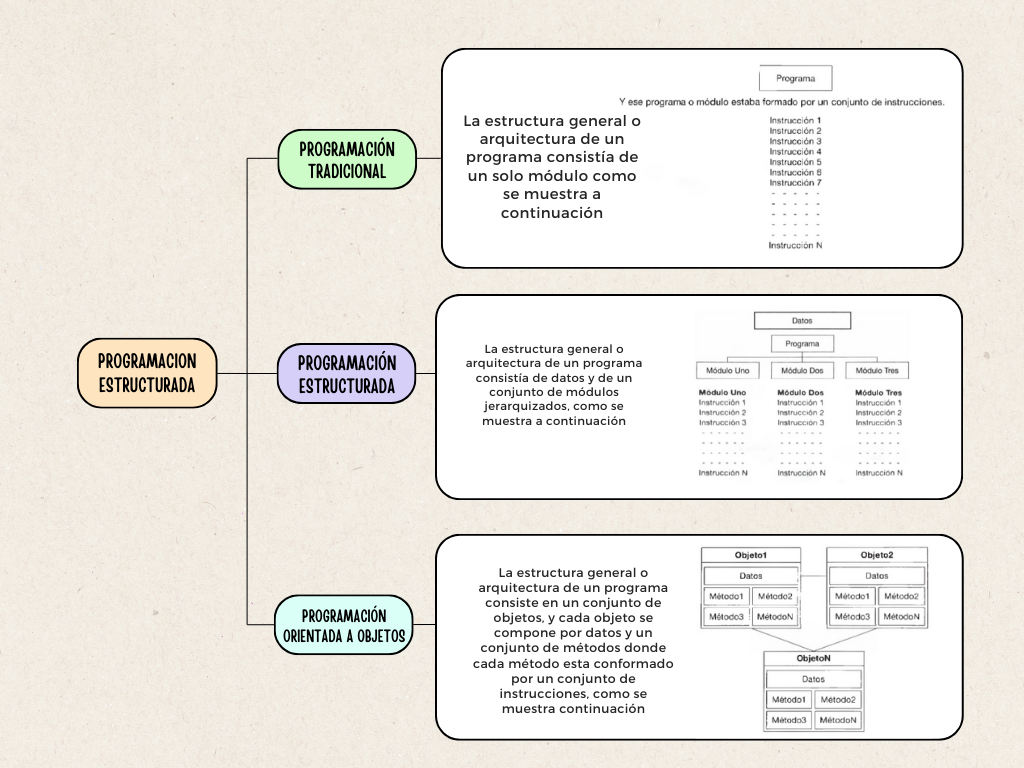 PROGRAMACION
ESTRUCTURADA
PROGRAMACIÓN
TRADICIONAL
La estructura general o
arquitectura de un
programa consistía de
un solo módulo como
se muestra a
continuación
Programa
Y ese programa o módulo estaba formado por un conjunto de instrucciones.
Instrucción 1
Instrucción 2
Instrucción 3
Instrucción 4
Instrucción 5
Instrucción 6
Instrucción 7
- - - - -
- - - - -
- - - - -
- - - - -
- - - - -
Instrucción N
PROGRAMACIÓN
ESTRUCTURADA
La estructura general o
arquitectura de un programa
consistía de datos y de un
conjunto de módulos
jerarquizados, como se
muestra a continuación
Datos
Programa
Módulo Uno Módulo Dos Módulo Tres
Módulo Uno Módulo Dos Módulo Tres
Instrucción 1 Instrucción 1 Instrucción 1
Instrucción 2 Instrucción 2 Instrucción 2
Instrucción 3 Instrucción 3 Instrucción 3
- - - - - - - - - - - - - - - - - -
- - - - - - - - - - - - - - - - - -
- - - - - - - - - - - - - - - - - -
- - - - - - - - - - - - - - - - - -
Instrucción N Instrucción N Instrucción N
PROGRAMACIÓN
ORIENTADA A OBJETOS
La estructura general o
arquitectura de un programa
consiste en un conjunto de
objetos, y cada objeto se
compone por datos y un
conjunto de métodos donde
cada método esta conformado
por un conjunto de
instrucciones, como se
muestra continuación
Objeto1 Objeto2
Datos Datos
Método1 Método2 Método1 Método2
Método3 MétodoN Método3 MétodoN
ObjetoN
Datos
Método1 Método2
Método3 MétodoN